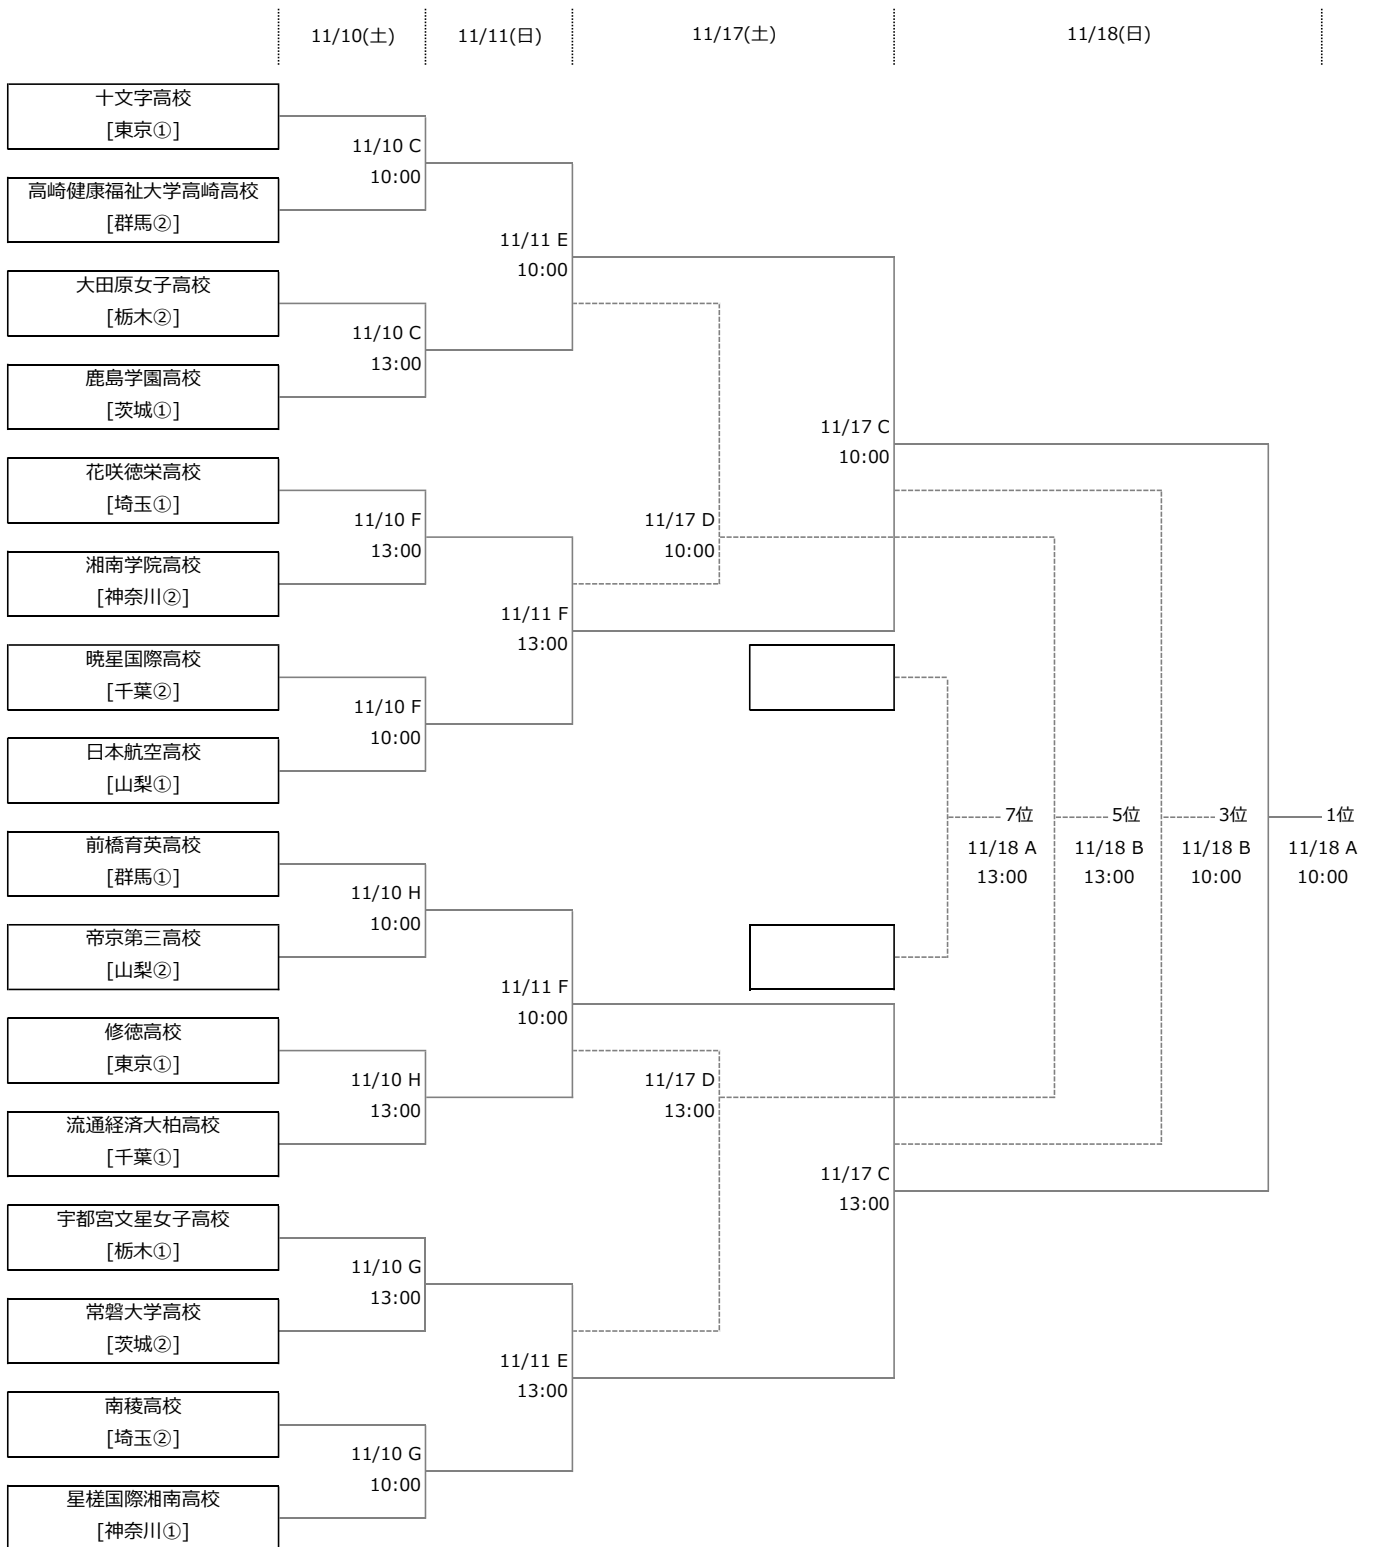 11/10(土)
11/11(日)
11/17(土)
11/18(日)
十文字高校
[東京①]
11/10 C
10:00
高崎健康福祉大学高崎高校
[群馬②]
11/11 E
10:00
大田原女子高校
[栃木②]
11/10 C
13:00
鹿島学園高校
[茨城①]
11/17 C
10:00
花咲徳栄高校
[埼玉①]
11/10 F
13:00
11/17 D
10:00
湘南学院高校
[神奈川②]
11/11 F
13:00
暁星国際高校
[千葉②]
11/10 F
10:00
日本航空高校
[山梨①]
7位
11/18 A
13:00
5位
11/18 B
13:00
3位
11/18 B
10:00
1位
11/18 A
10:00
前橋育英高校
[群馬①]
11/10 H
10:00
帝京第三高校
[山梨②]
11/11 F
10:00
修徳高校
[東京①]
11/10 H
13:00
11/17 D
13:00
流通経済大柏高校
[千葉①]
11/17 C
13:00
宇都宮文星女子高校
[栃木①]
11/10 G
13:00
常磐大学高校
[茨城②]
11/11 E
13:00
南稜高校
[埼玉②]
11/10 G
10:00
星槎国際湘南高校
[神奈川①]